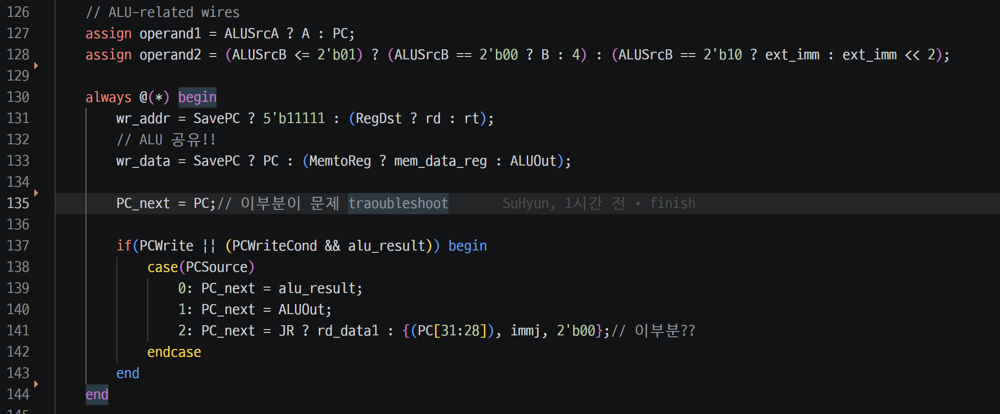 126 // ALU-related wires
127 assign operand1 = ALUSrcA ? A : PC;
128 assign operand2 = (ALUSrcB <= 2'b01) ? (ALUSrcB == 2'b00 ? B : 4) : (ALUSrcB == 2'b10 ? ext_imm : ext_imm << 2);
129
130 always @(*) begin
131 wr_addr = SavePC ? 5'b11111 : (RegDst ? rd : rt);
132 // ALU 공유!!
133 wr_data = SavePC ? PC : (MemtoReg ? mem_data_reg : ALUOut);
134
135 PC_next = PC;// 이부분이 문제 traoubleshoot SuHyun, 1시간 전 • finish
136
137 if(PCWrite || (PCWriteCond && alu_result)) begin
138 case(PCSource)
139 0: PC_next = alu_result;
140 1: PC_next = ALUOut;
141 2: PC_next = JR ? rd_data1 : {(PC[31:28]), immj, 2'b00};// 이부분??
142 endcase
143 end
144 end
145